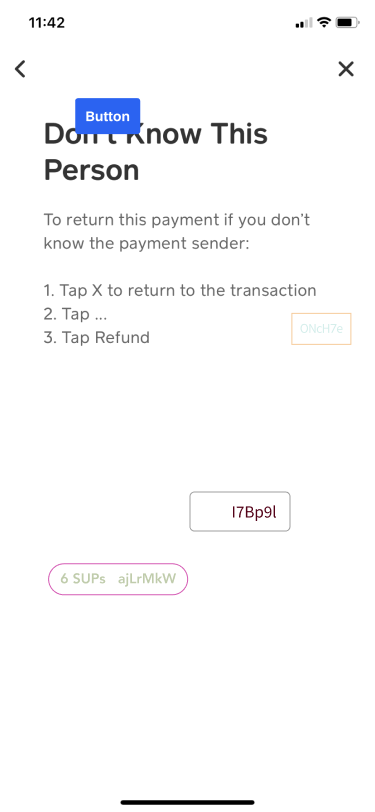 11:42
Button
Don't Know This
Person
To return this payment if you don't
know the payment sender:
1. Tap X to return to the transaction
2. Tap ...
3. Tap Refund
ONcH7e
I7Bp9l
6 SUPs ajLrMkW